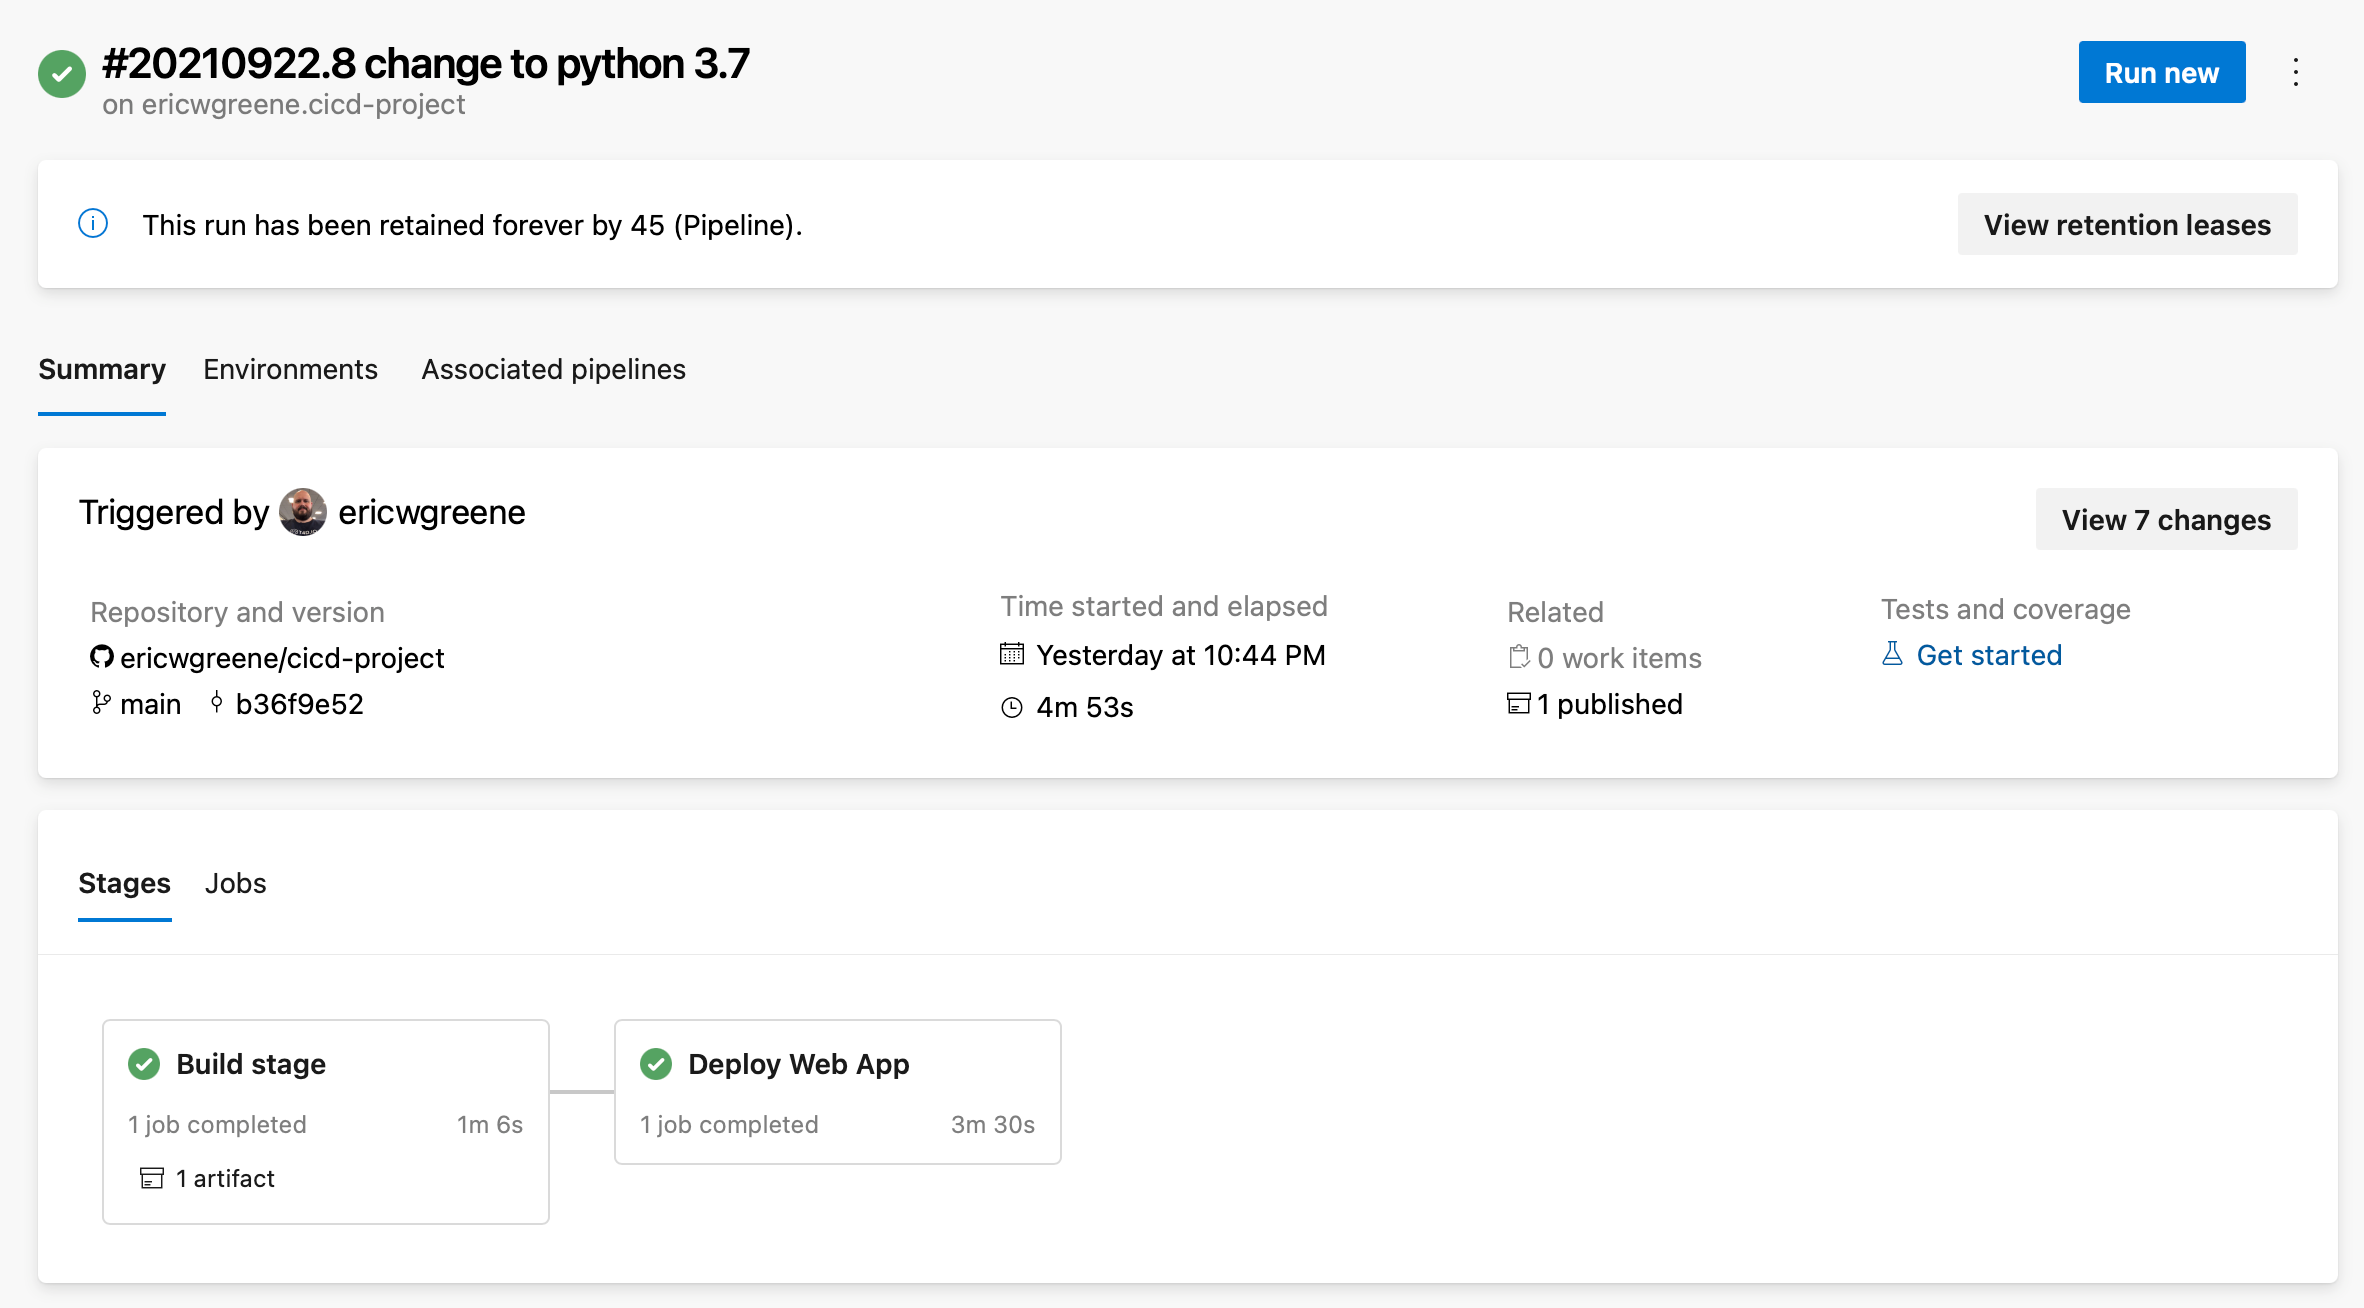 #20210922.8 change to python 3.7
on ericwgreene.cicd-project
Run new
This run has been retained forever by 45 (Pipeline).
View retention leases
Summary
Environments
Associated pipelines
Triggered by ericwgreene
View 7 changes
Repository and version
ericwgreene/cicd-project
main b36f9e52
Time started and elapsed
Yesterday at 10:44 PM
4m 53s
Related
0 work items
1 published
Tests and coverage
Get started
Stages
Jobs
Build stage
1 job completed 1m 6s
1 artifact
Deploy Web App
1 job completed 3m 30s